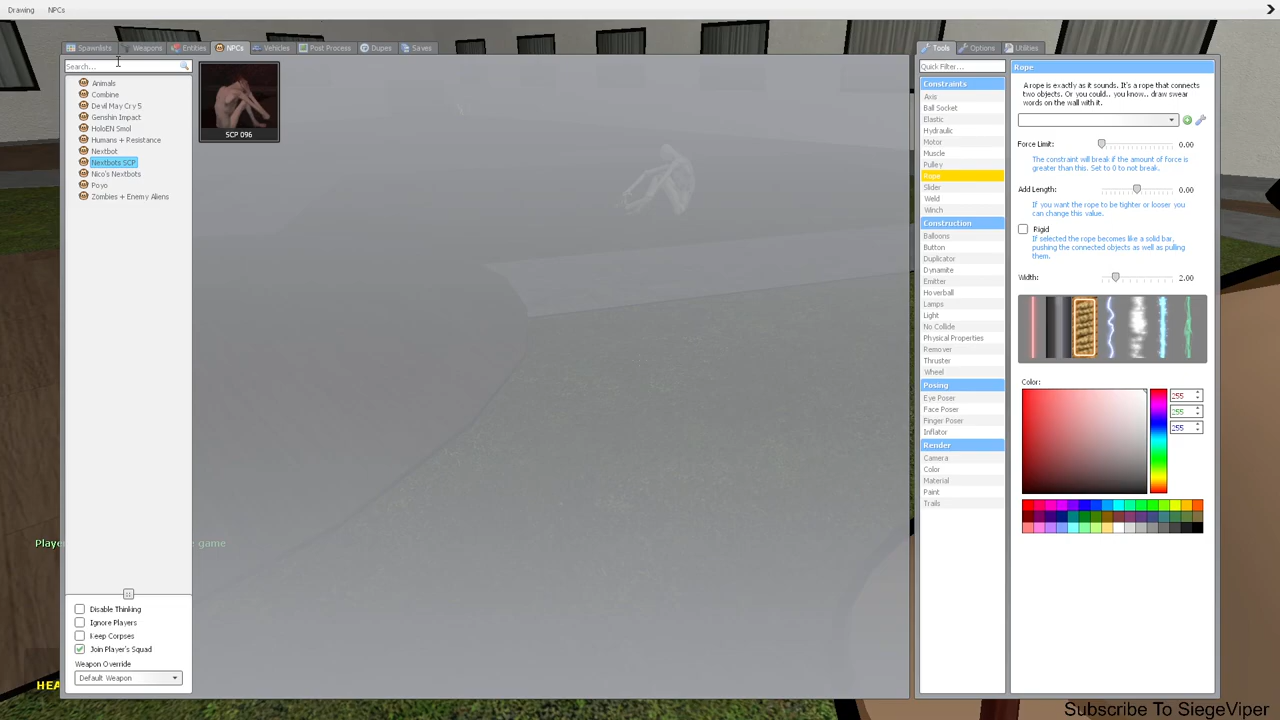 Drawing NPCs
Spawnlists Weapons Entities NPCs Vehicles Post Process Dupes Saves
Search...
Animals
Combine
Devil May Cry 5
Genshin Impact
HoloEN Smol
Humans + Resistance
Nextbot
Nextbots SCP
Nico's Nextbots
Poyo
Zombies + Enemy Aliens
SCP 096
Player
game
Disable Thinking
Ignore Players
Keep Corpses
Join Player's Squad
Weapon Override
Default Weapon
HEA
Tools Options Utilities
Quick Filter...
Constraints
Axis
Ball Socket
Elastic
Hydraulic
Motor
Muscle
Pulley
Rope
Slider
Weld
Winch
Construction
Balloons
Button
Duplicator
Dynamite
Emitter
Hoverball
Lamps
Light
No Collide
Physical Properties
Remover
Thruster
Wheel
Posing
Eye Poser
Face Poser
Finger Poser
Inflator
Render
Camera
Color
Material
Paint
Trails
Rope
A rope is exactly as it sounds. It's a rope that connects
two objects. Or you could.. you know.. draw swear
words on the wall with it.
Force Limit: 0.00
The constraint will break if the amount of force is
greater than this. Set to 0 to not break.
Add Length: 0.00
If you want the rope to be tighter or looser you
can change this value.
Rigid
If selected the rope becomes like a solid bar,
pushing the connected objects as well as pulling
them.
Width: 2.00
Color:
255
255
255
Subscribe To SiegeViper